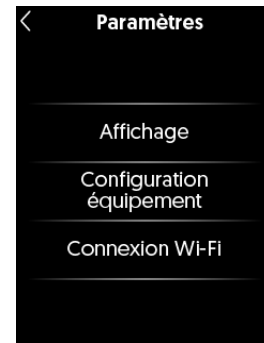 Paramètres
Affichage
Configuration
équipement
Connexion Wi-Fi